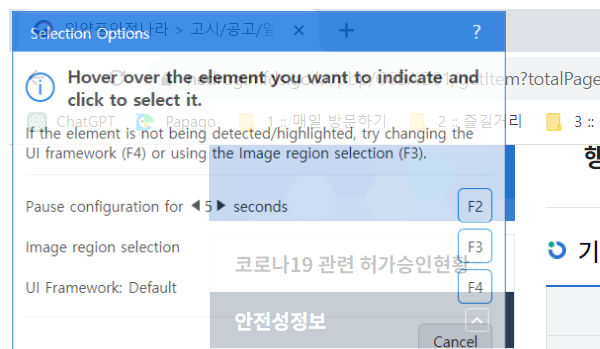 Selection Options
?
의약품안전나라 > 고시/공고/알
×
+
Hover over the element you want to indicate and
click to select it.
Item?totalPage
ChatGPT
Papago
1 :: 매일 방문하기
2 :: 즐길거리
3 ::
If the element is not being detected/highlighted, try changing the
UI framework (F4) or using the Image region selection (F3).
행
Pause configuration for 5 seconds
F2
Image region selection
F3
기
코로나19 관련 허가승인현황
UI Framework: Default
F4
안전성정보
Cancel